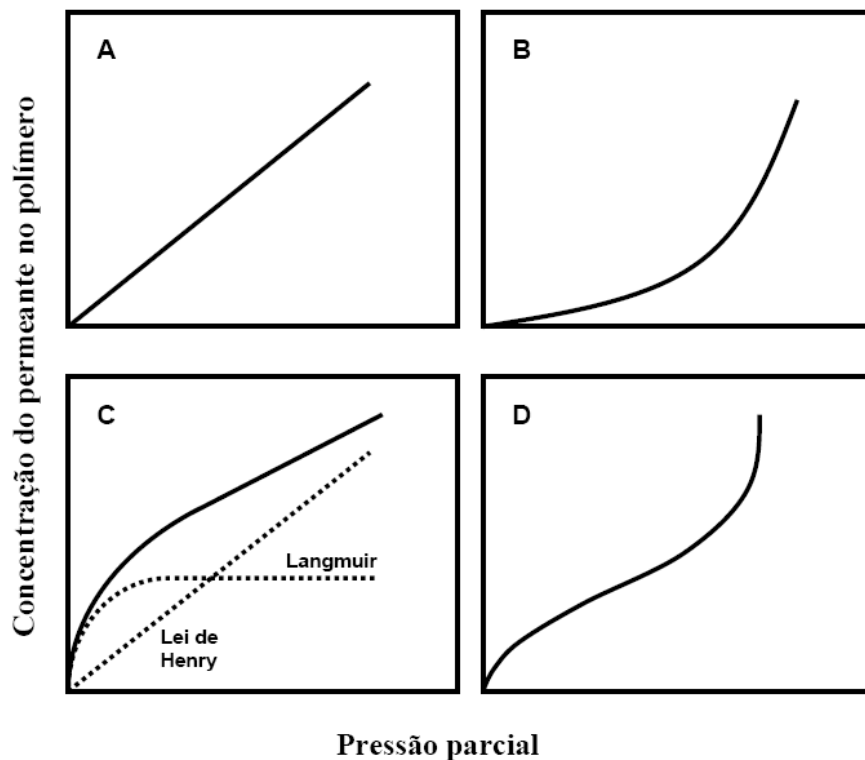 Concentração do permeante no polímero
A
B
C
Langmuir
Lei de
Henry
D
Pressão parcial